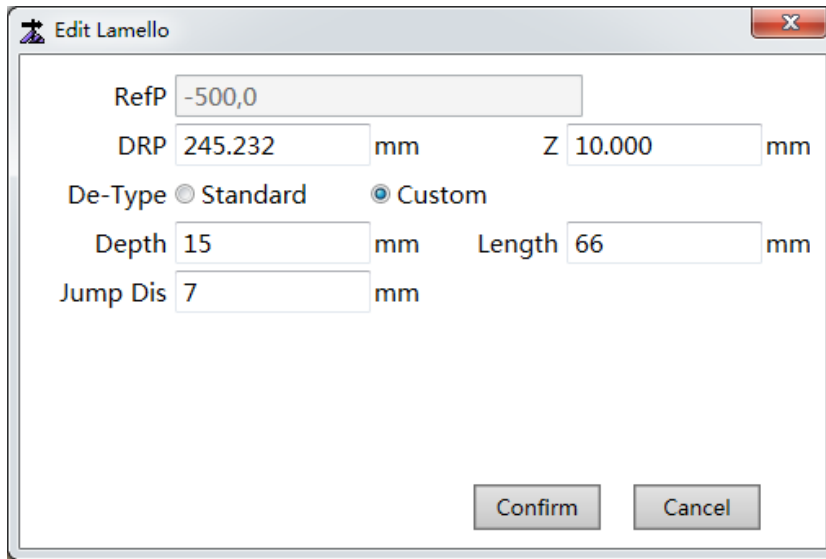 Edit Lamello
RefP -500,0
DRP 245.232 mm Z 10.000 mm
De-Type Standard Custom
Depth 15 mm Length 66 mm
Jump Dis 7 mm
Confirm Cancel